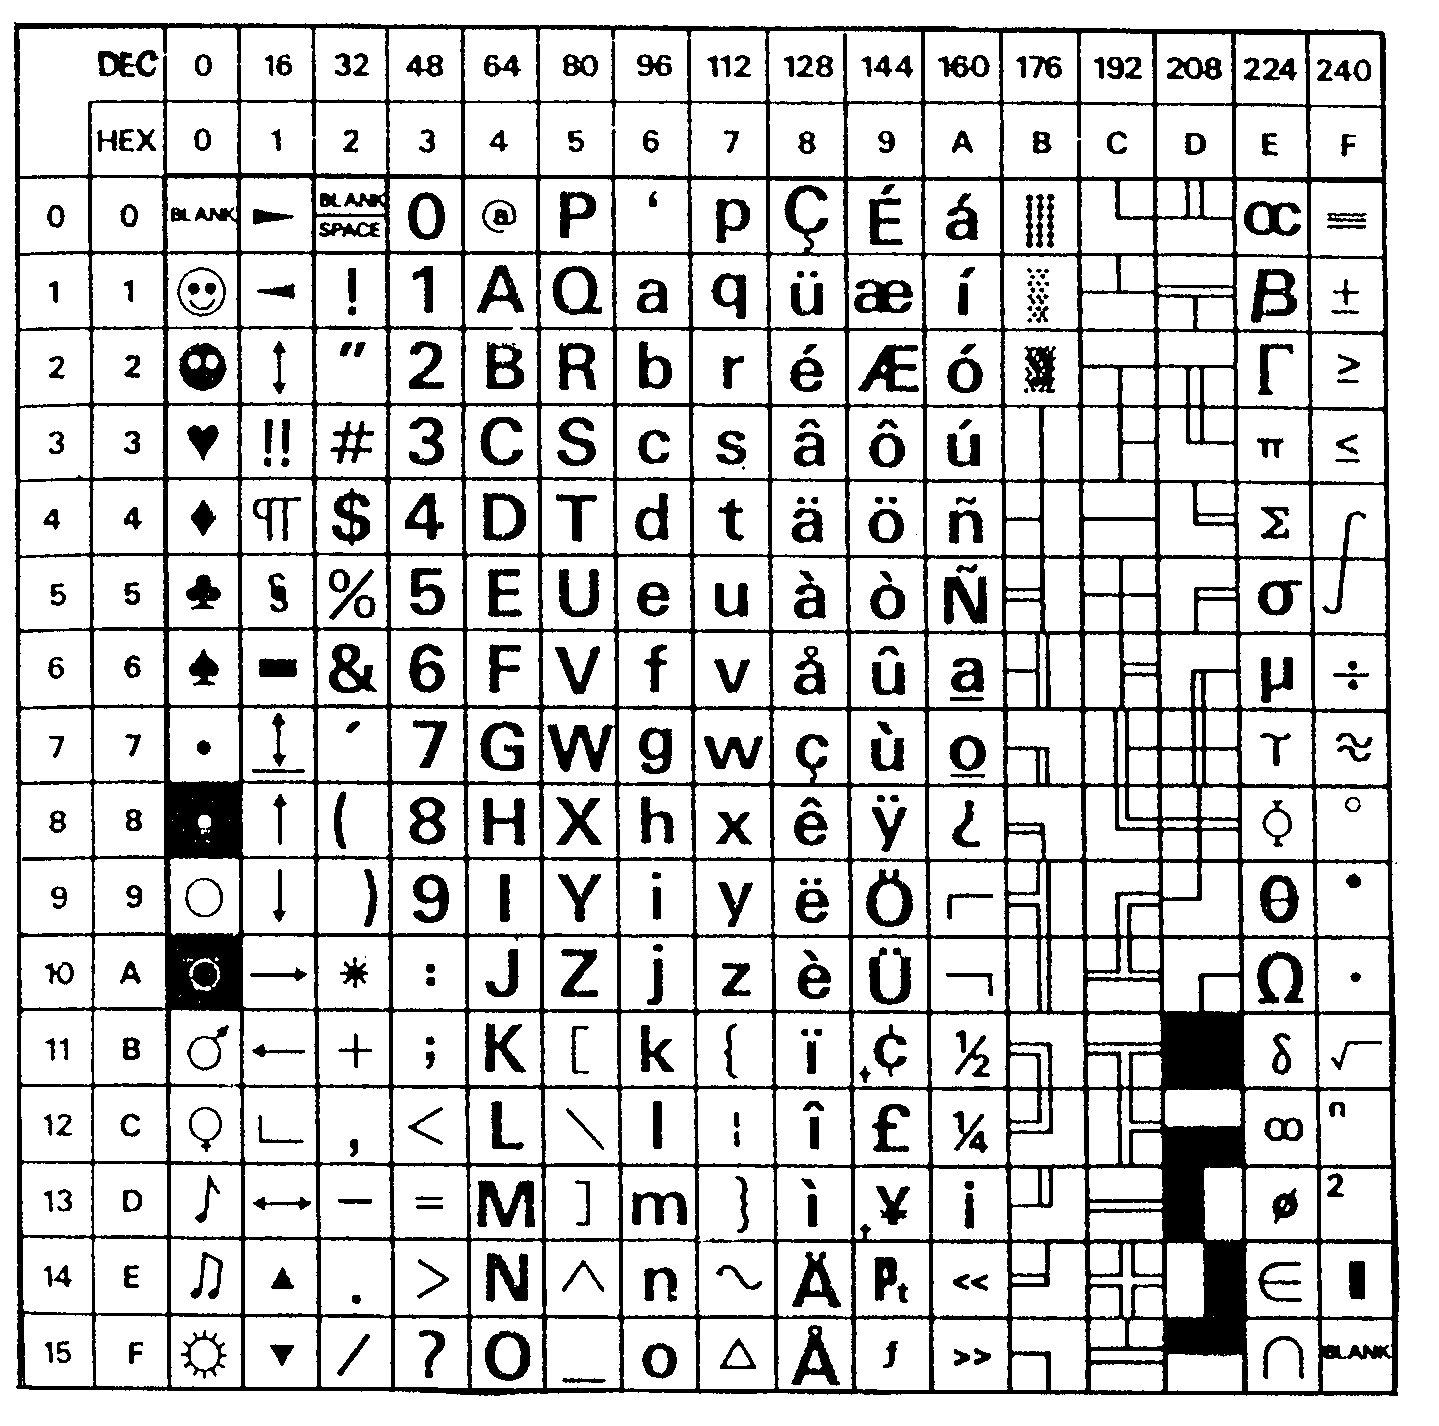 DEC 0 16 32 48 64 80 96 112 128 144 160 176 192 208 224 240
HEX 0 1 2 3 4 5 6 7 8 9 A B C D E F
0 0 BLANK ► BLANK SPACE 0 @ P ‘ p Ç É á ░ └ ╨ α ≡
1 1 ☺ ◄ ! 1 A Q a q ü æ í ▒ ┴ ╤ β ±
2 2 ☻ ↕ " 2 B R b r é Æ ó ▓ ┬ ╥ Γ ≥
3 3 ♥ ‼ # 3 C S c s â ô ú │ ├ ╙ π ≤
4 4 ♦ ¶ $ 4 D T d t ä ö ñ ┤ ─ ╘ Σ ⌠
5 5 ♣ § % 5 E U e u à ò Ñ ╡ ┼ ╒ σ ⌡
6 6 ♠ ▬ & 6 F V f v å û ª ╢ ╞ ╓ µ ÷
7 7 • ↨ ´ 7 G W g w ç ù º ╖ ╟ ╫ τ ≈
8 8 ◘ ↑ ( 8 H X h x ê ÿ ¿ ╕ ╚ ╪ Φ °
9 9 ○ ↓ ) 9 I Y i y ë Ö ⌐ ╣ ╔ ┘ θ •
10 A ◙ → * : J Z j z è Ü ¬ ║ ╩ ┌ Ω ·
11 B ♂ ← + ; K [ k { ï ¢ ½ ╗ ╦ █ δ √
12 C ♀ ∟ , < L \ l ¦ î £ ¼ ╝ ╠ ▄ ∞ ⁿ
13 D ♪ ↔ − = M ] m } ì ¥ i ╜ ═ ▌ ø ²
14 E ♫ ▲ . > N ^ n ~ Ä ₧ << ╛ ╬ ▐ ∈ ▮
15 F ☼ ▼ / ? O _ o △ Å ƒ >> ┐ ╧ ▀ ∩ BLANK